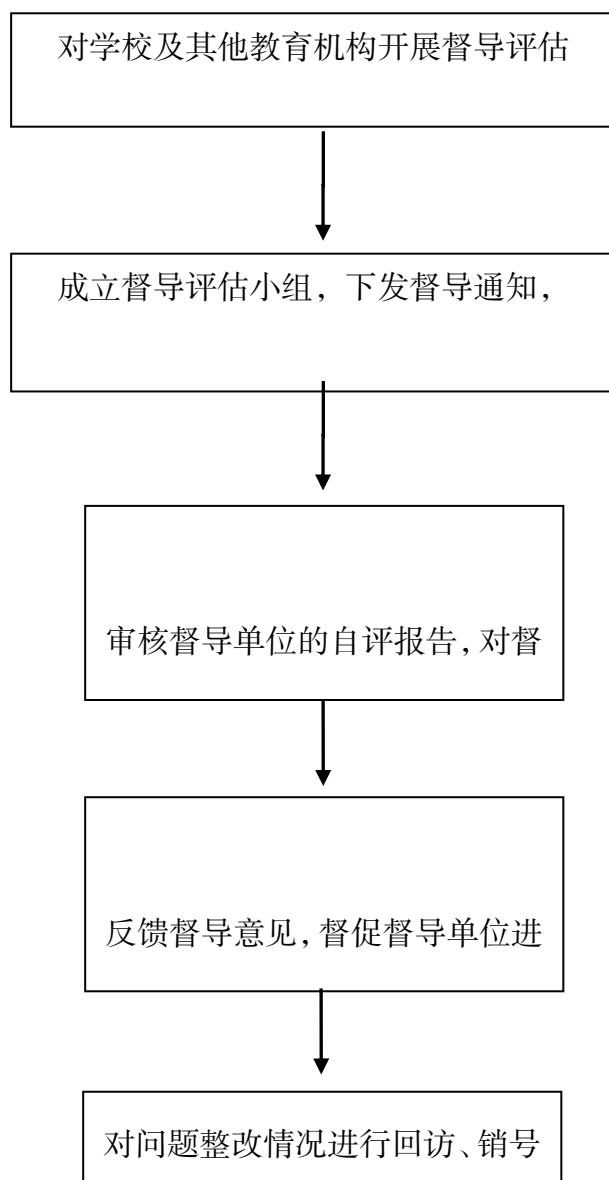 对学校及其他教育机构开展督导评估
成立督导评估小组，下发督导通知，
审核督导单位的自评报告，对督
反馈督导意见，督促督导单位进
对问题整改情况进行回访、销号